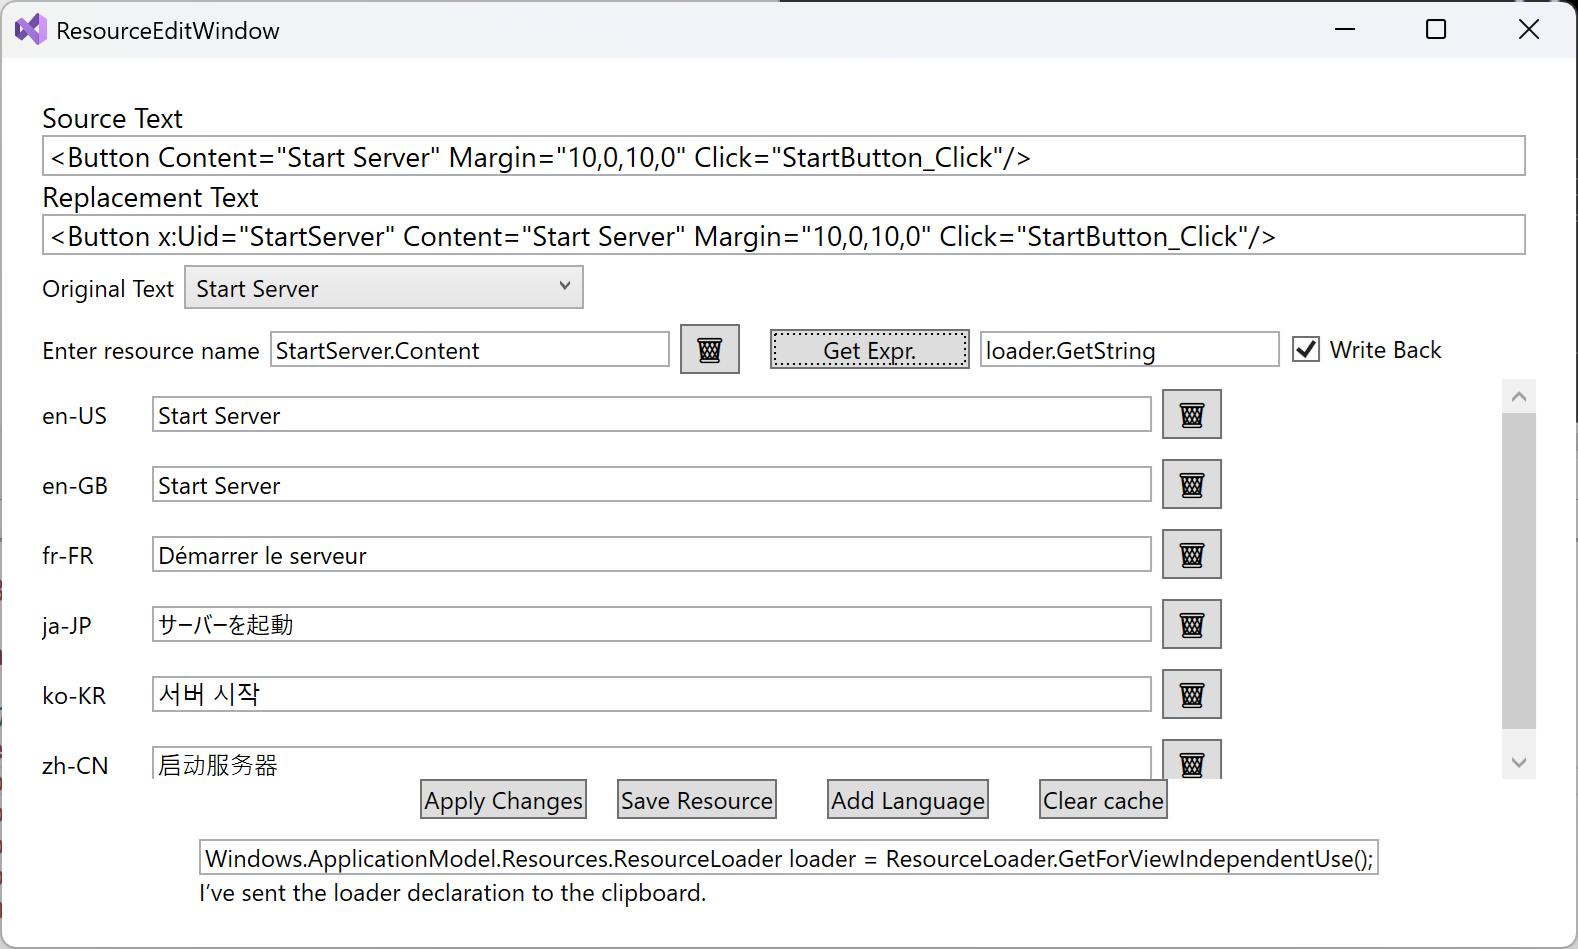 ResourceEditWindow
Source Text
<Button Content="Start Server" Margin="10,0,10,0" Click="StartButton_Click"/>
Replacement Text
<Button x:Uid="StartServer" Content="Start Server" Margin="10,0,10,0" Click="StartButton_Click"/>
Original Text Start Server
Enter resource name StartServer.Content Get Expr. loader.GetString Write Back
en-US Start Server
en-GB Start Server
fr-FR Démarrer le serveur
ja-JP サーバーを起動
ko-KR 서버 시작
zh-CN 启动服务器
Apply Changes Save Resource Add Language Clear cache
Windows.ApplicationModel.Resources.ResourceLoader loader = ResourceLoader.GetForViewIndependentUse();
I’ve sent the loader declaration to the clipboard.